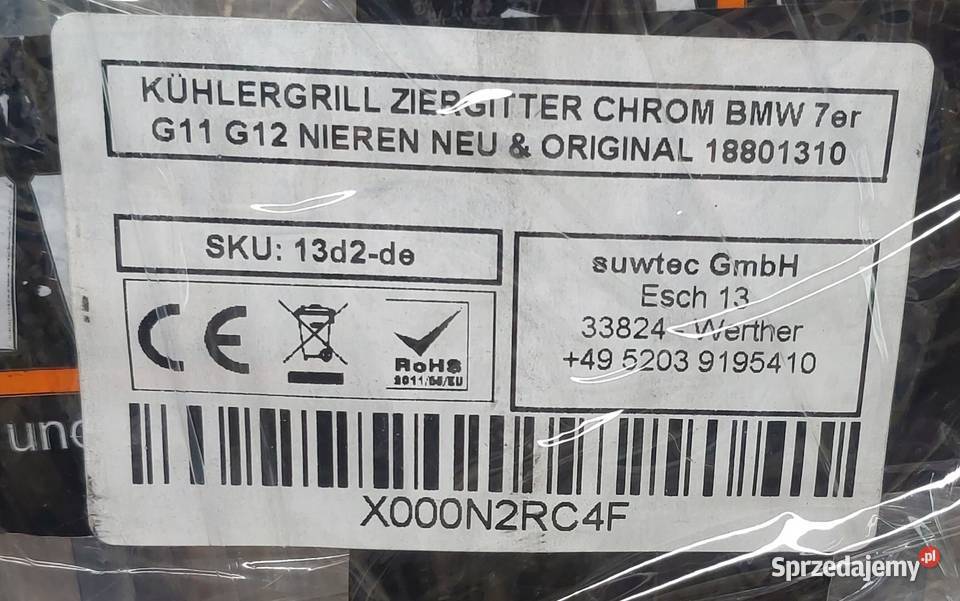 KÜHLERGRILL ZIERGITTER CHROM BMW 7er
G11 G12 NIEREN NEU & ORIGINAL 18801310
SKU: 13d2-de
suwtec GmbH
Esch 13
33824 - Werther
+49 5203 9195410
CE
RoHS
2011/65/EU
X000N2RC4F
und
Sprzedajemy.pl